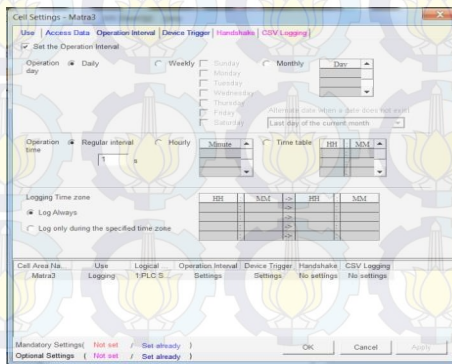 Cell Settings - Matra3
Use Access Data Operation Interval Device Trigger Handshake CSV Logging
Set the Operation Interval
Operation day Daily Weekly Sunday Monthly Day
Monday
Tuesday
Wednesday
Thursday
Friday Alternate date when a date does not exist
Saturday Last day of the current month
Operation time Regular interval Hourly Minute Time table HH : MM
1 s
Logging Time zone HH : MM -> HH : MM
Log Always
Log only during the specified time zone
Cell Area Na... Use Logical Operation Interval Device Trigger Handshake CSV Logging
Matra3 Logging 1:PLC S... Settings Settings No settings No settings
Mandatory Settings( Not set / Set already )
Optional Settings ( Not set / Set already )
OK Cancel Apply